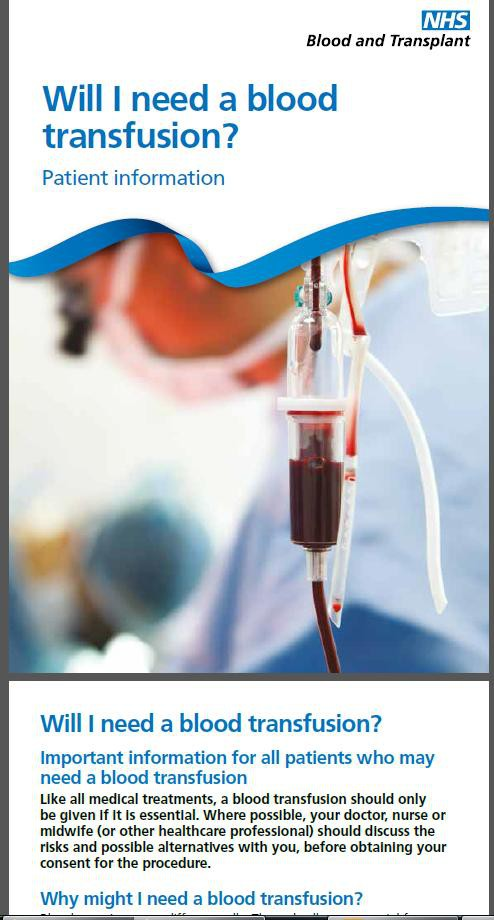 NHS
Blood and Transplant
Will I need a blood
transfusion?
Patient information
Will I need a blood transfusion?
Important information for all patients who may
need a blood transfusion
Like all medical treatments, a blood transfusion should only
be given if it is essential. Where possible, your doctor, nurse or
midwife (or other healthcare professional) should discuss the
risks and possible alternatives with you, before obtaining your
consent for the procedure.
Why might I need a blood transfusion?